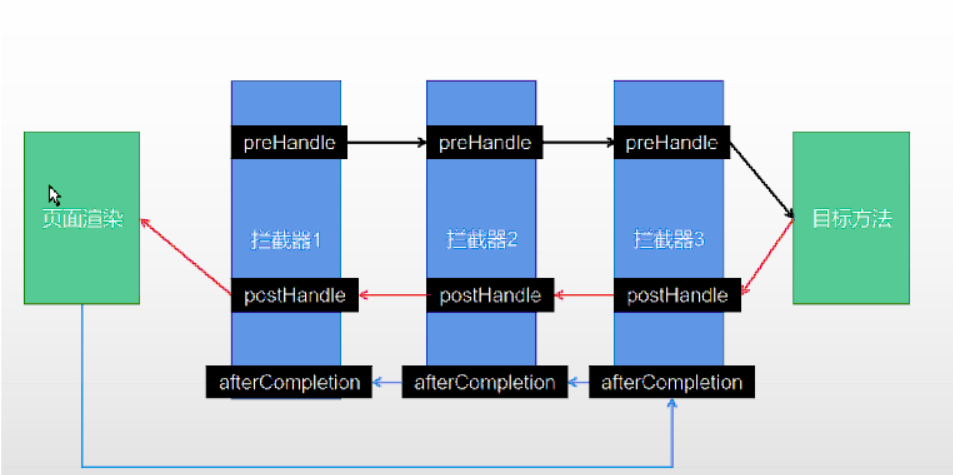 preHandle
preHandle
preHandle
页面渲染
拦截器1
拦截器2
拦截器3
目标方法
postHandle
postHandle
postHandle
afterCompletion
afterCompletion
afterCompletion